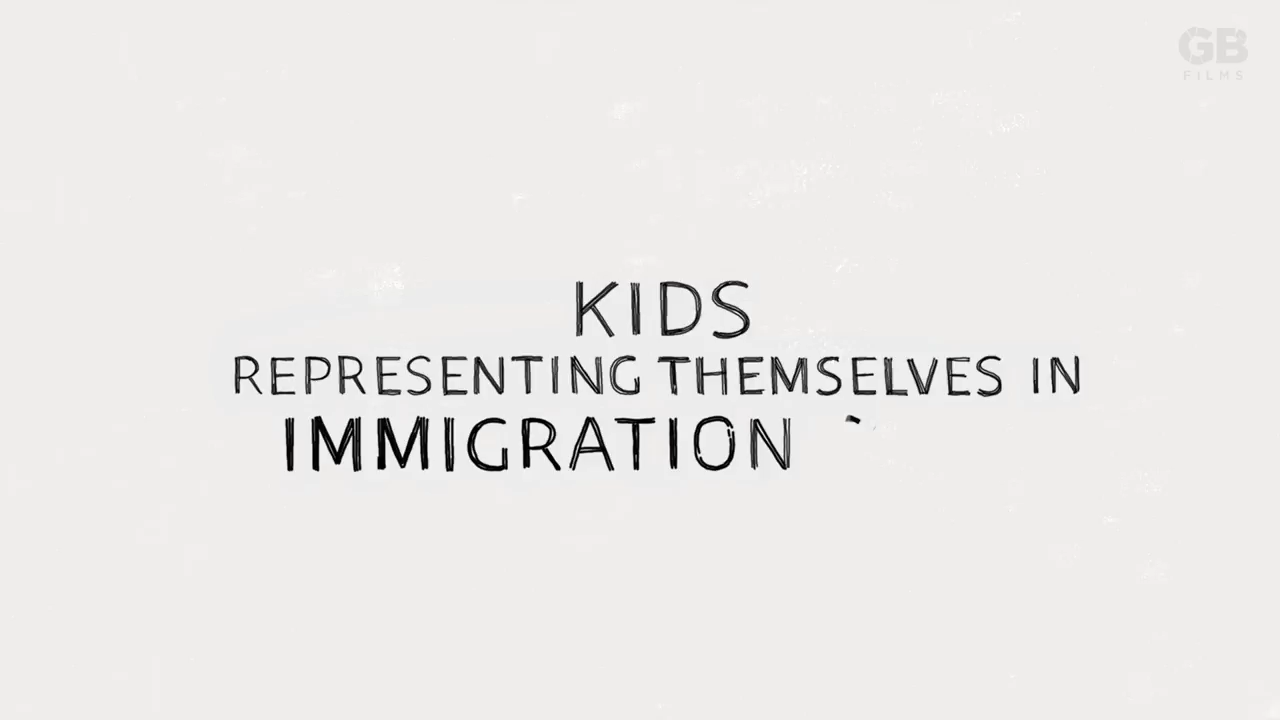 GB
FILMS
KIDS
REPRESENTING THEMSELVES IN
IMMIGRATION